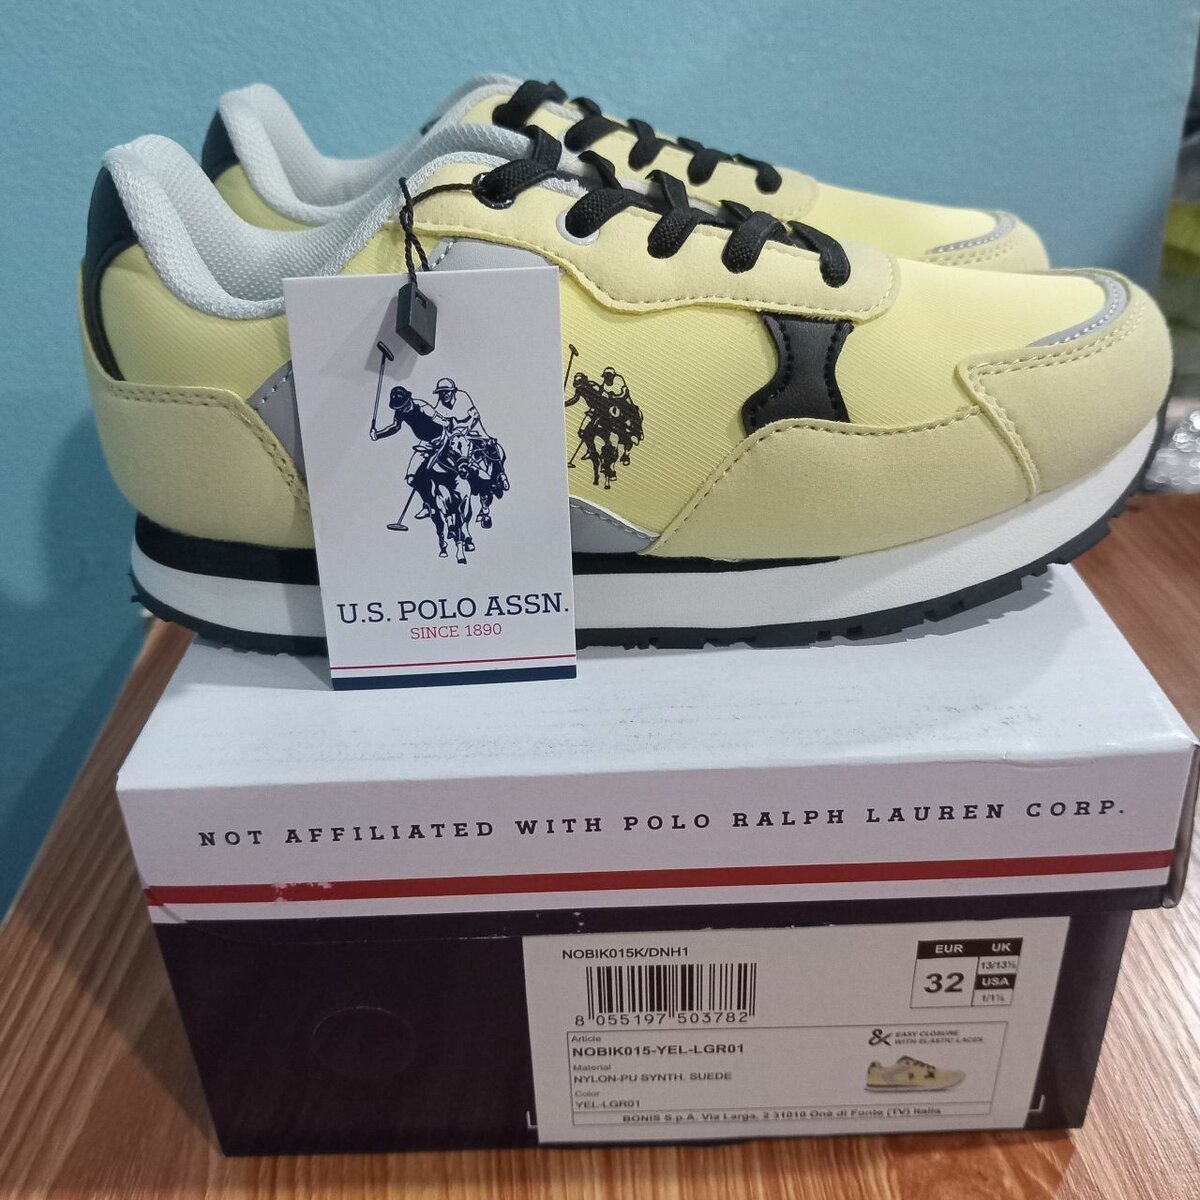 U.S. POLO ASSN.
SINCE 1890
NOT AFFILIATED WITH POLO RALPH LAUREN CORP.
NOBIK015K/DNH1
EUR UK
32 13/13½
USA
1/1½
8 055197 503782
Article
NOBIK015-YEL-LGR01
Material
NYLON-PU SYNTH. SUEDE
Color
YEL-LGR01
EASY CLOSURE
WITH ELASTIC LACES
BONIS S.p.A. Via Larga, 2 31010 Onà di Fonte (TV) Italia